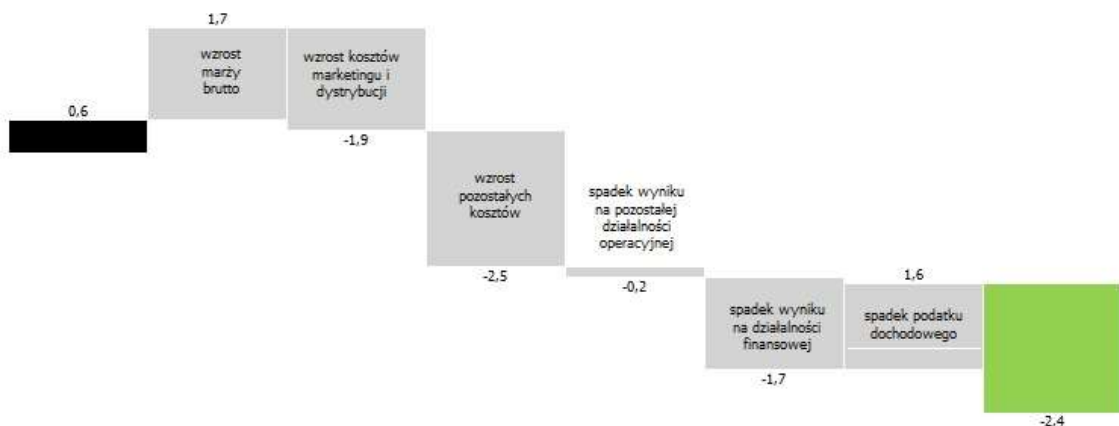 0,6
1,7
wzrost
marży
brutto
wzrost kosztów
marketingu i
dystrybucji
-1,9
wzrost
pozostałych
kosztów
-2,5
spadek wyniku
na pozostałej
działalności
operacyjnej
-0,2
spadek wyniku
na działalności
finansowej
-1,7
1,6
spadek podatku
dochodowego
-2,4